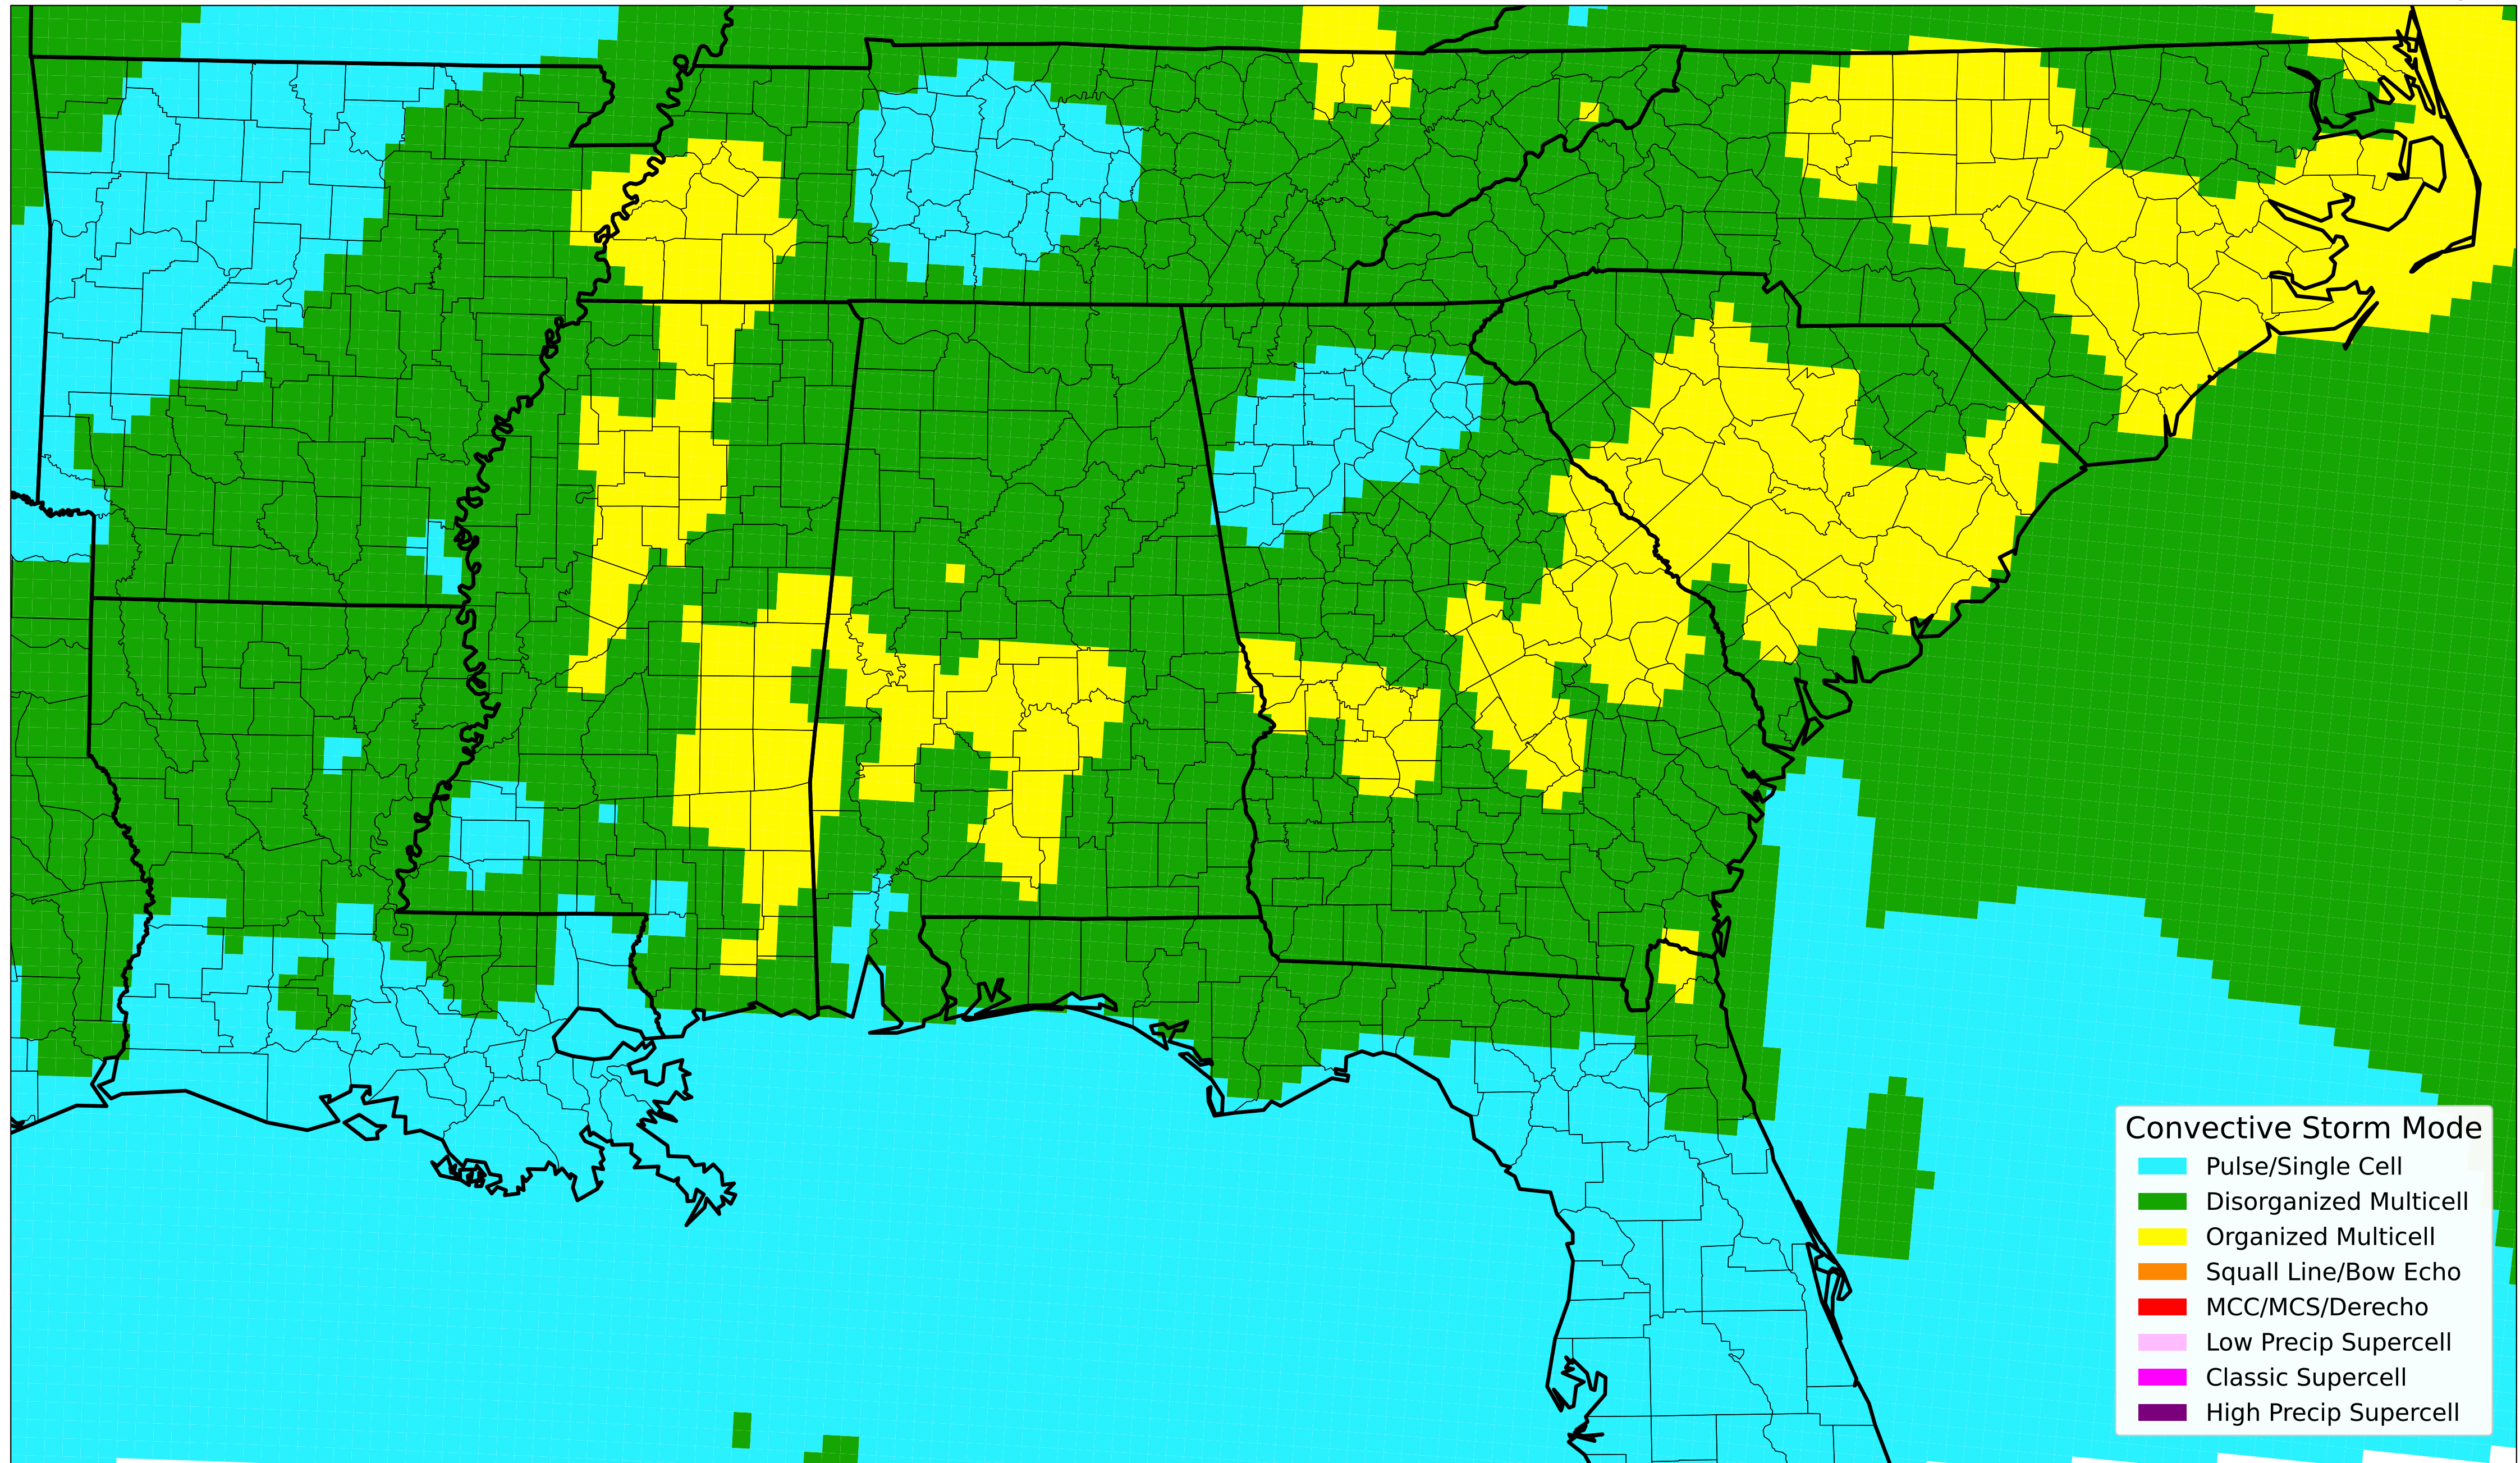 Convective Storm Mode
Pulse/Single Cell
Disorganized Multicell
Organized Multicell
Squall Line/Bow Echo
MCC/MCS/Derecho
Low Precip Supercell
Classic Supercell
High Precip Supercell